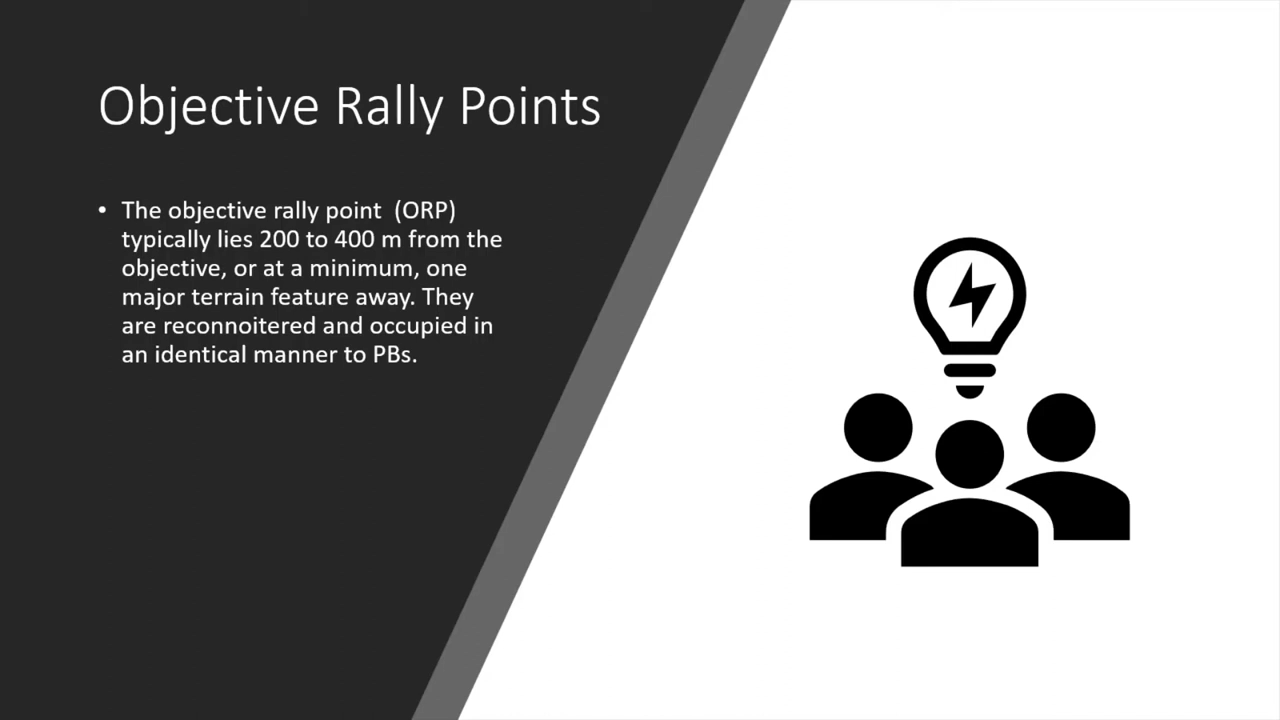 Objective Rally Points
• The objective rally point  (ORP)
typically lies 200 to 400 m from the
objective, or at a minimum, one
major terrain feature away. They
are reconnoitered and occupied in
an identical manner to PBs.